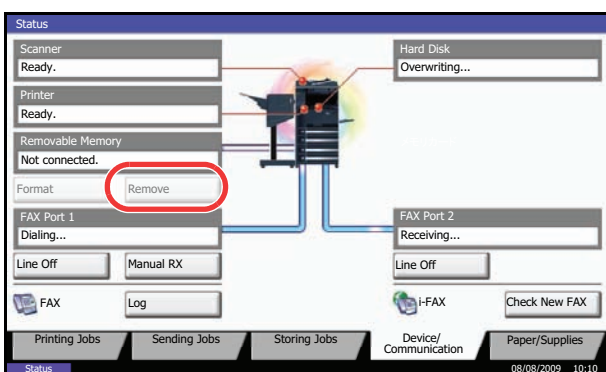 Status
Scanner
Ready.
Hard Disk
Overwriting...
Printer
Ready.
Removable Memory
Not connected.
Format
Remove
FAX Port 1
Dialing...
FAX Port 2
Receiving...
Line Off
Manual RX
Line Off
FAX
Log
i-FAX
Check New FAX
Printing Jobs
Sending Jobs
Storing Jobs
Device/
Communication
Paper/Supplies
Status
08/08/2009 10:10